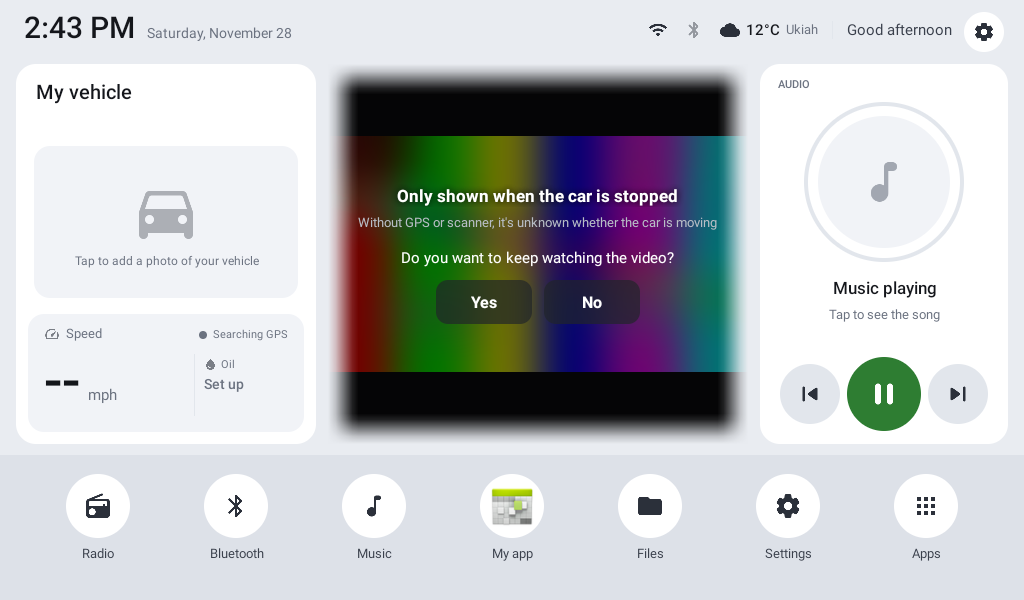 2:43 PM
Saturday, November 28
12°C
Ukiah
Good afternoon
My vehicle
Tap to add a photo of your vehicle
Speed
Searching GPS
-- mph
Oil
Set up
Only shown when the car is stopped
Without GPS or scanner, it's unknown whether the car is moving
Do you want to keep watching the video?
Yes
No
AUDIO
Music playing
Tap to see the song
Radio
Bluetooth
Music
My app
Files
Settings
Apps